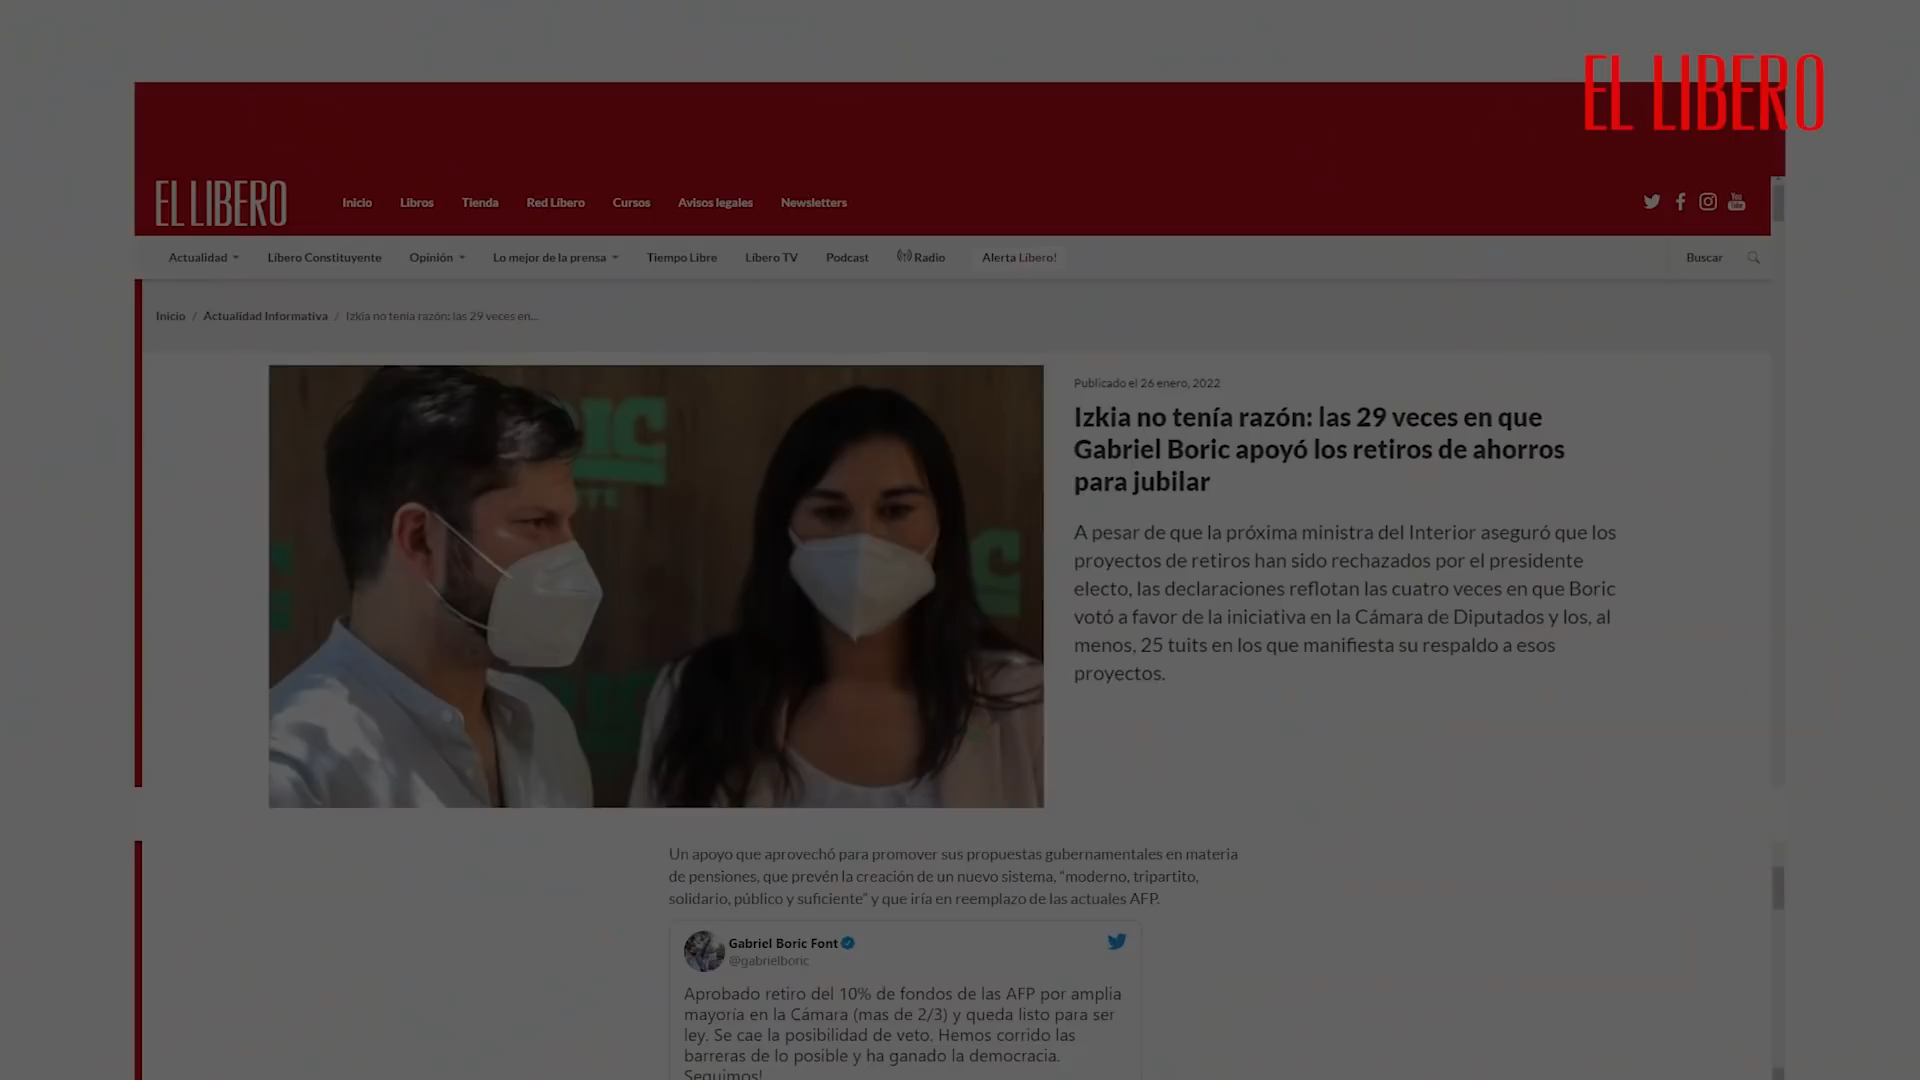 EL LIBERO
EL LIBERO
Inicio Libros Tienda Red Líbero Cursos Avisos legales Newsletters
You Tube
Actualidad Líbero Constituyente Opinión Lo mejor de la prensa Tiempo Libre Líbero TV Podcast Radio Alerta Líbero! Buscar
Inicio / Actualidad Informativa / Izkia no tenía razón: las 29 veces en...
RIC
TE
Publicado el 26 enero, 2022
Izkia no tenía razón: las 29 veces en que
Gabriel Boric apoyó los retiros de ahorros
para jubilar
A pesar de que la próxima ministra del Interior aseguró que los
proyectos de retiros han sido rechazados por el presidente
electo, las declaraciones reflotan las cuatro veces en que Boric
votó a favor de la iniciativa en la Cámara de Diputados y los, al
menos, 25 tuits en los que manifiesta su respaldo a esos
proyectos.
Un apoyo que aprovechó para promover sus propuestas gubernamentales en materia
de pensiones, que prevén la creación de un nuevo sistema, "moderno, tripartito,
solidario, público y suficiente" y que iría en reemplazo de las actuales AFP.
Gabriel Boric Font
@gabrielboric
Aprobado retiro del 10% de fondos de las AFP por amplia
mayoría en la Cámara (mas de 2/3) y queda listo para ser
ley. Se cae la posibilidad de veto. Hemos corrido las
barreras de lo posible y ha ganado la democracia.
Seguimos!